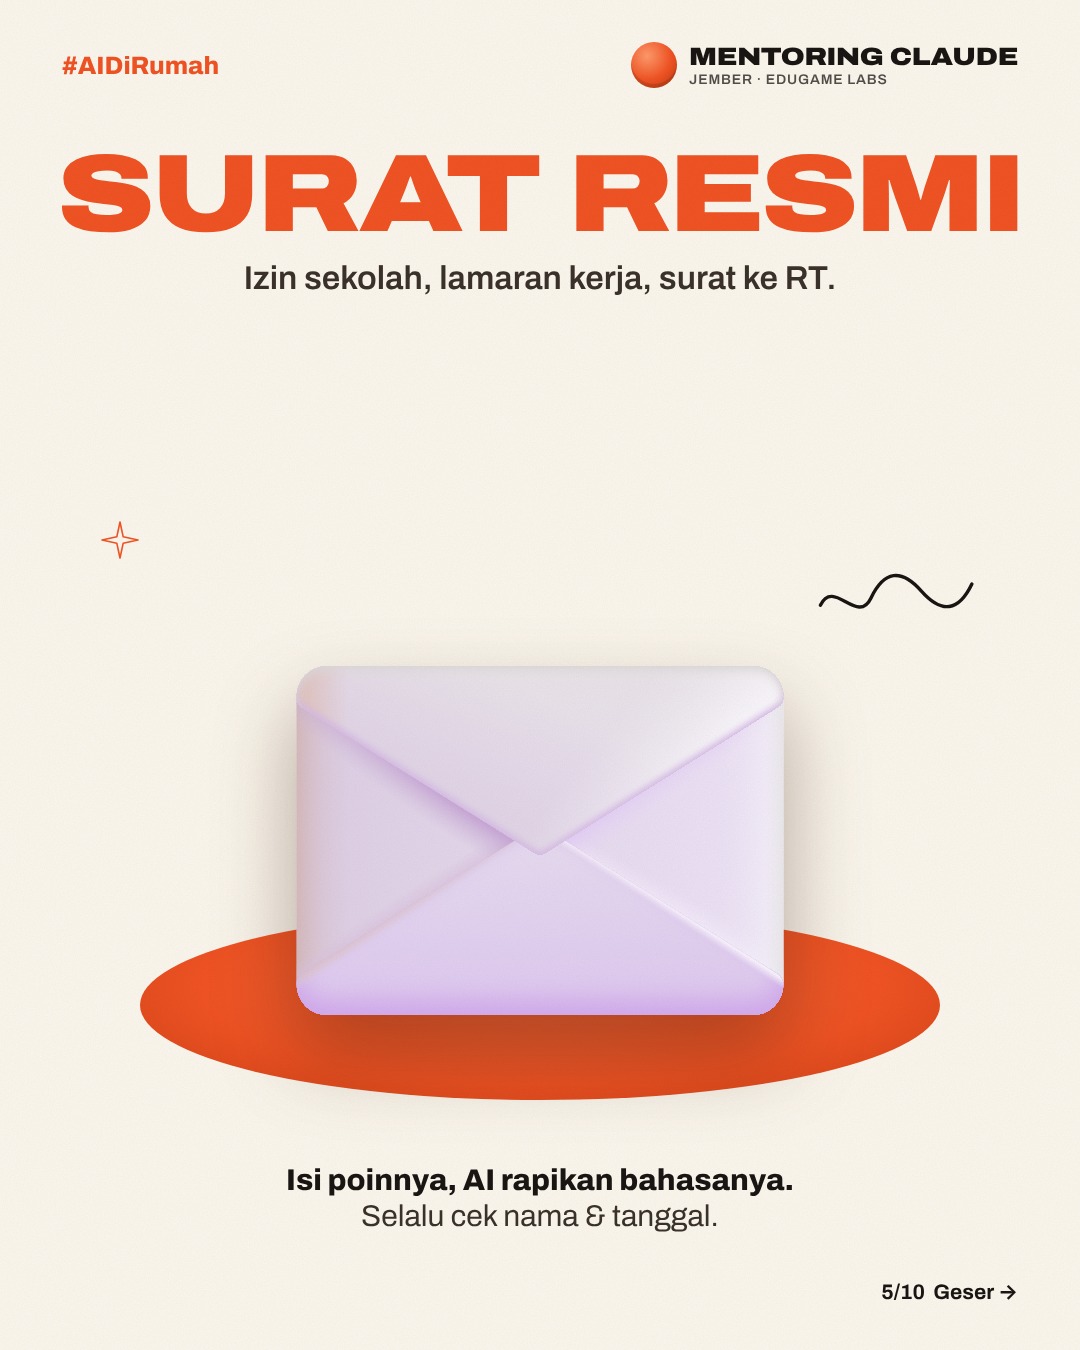 #AIDiRumah
MENTORING CLAUDE
JEMBER · EDUGAME LABS
SURAT RESMI
Izin sekolah, lamaran kerja, surat ke RT.
Isi poinnya, AI rapikan bahasanya.
Selalu cek nama & tanggal.
5/10 Geser →